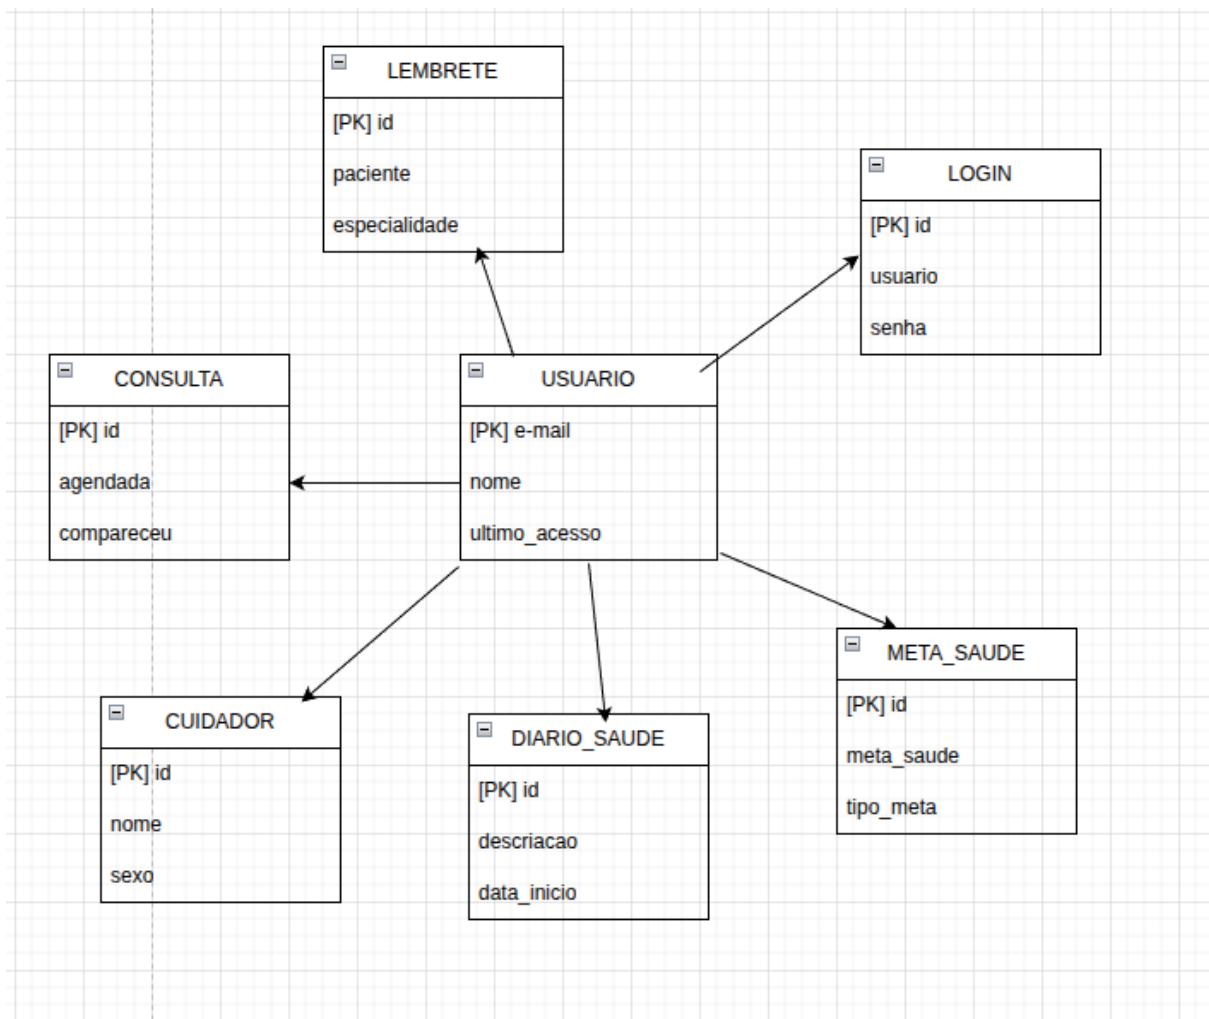 LEMBRETE
[PK] id
paciente
especialidade
LOGIN
[PK] id
usuario
senha
CONSULTA
[PK] id
agendada
compareceu
USUARIO
[PK] e-mail
nome
ultimo_acesso
CUIDADOR
[PK] id
nome
sexo
DIARIO_SAUDE
[PK] id
descriacao
data_inicio
META_SAUDE
[PK] id
meta_saude
tipo_meta